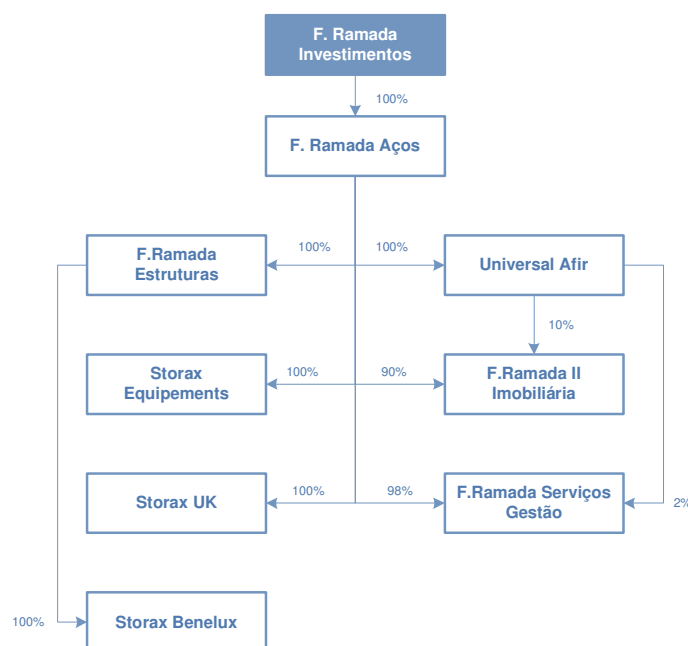 F. Ramada
Investimentos
100%
F. Ramada Aços
F.Ramada
Estruturas
100%
100%
Universal Afir
10%
Storax
Equipements
100%
90%
F.Ramada II
Imobiliária
Storax UK
100%
98%
F.Ramada Serviços
Gestão
2%
100%
Storax Benelux